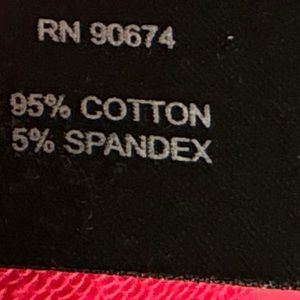 RN 90674
95% COTTON
5% SPANDEX